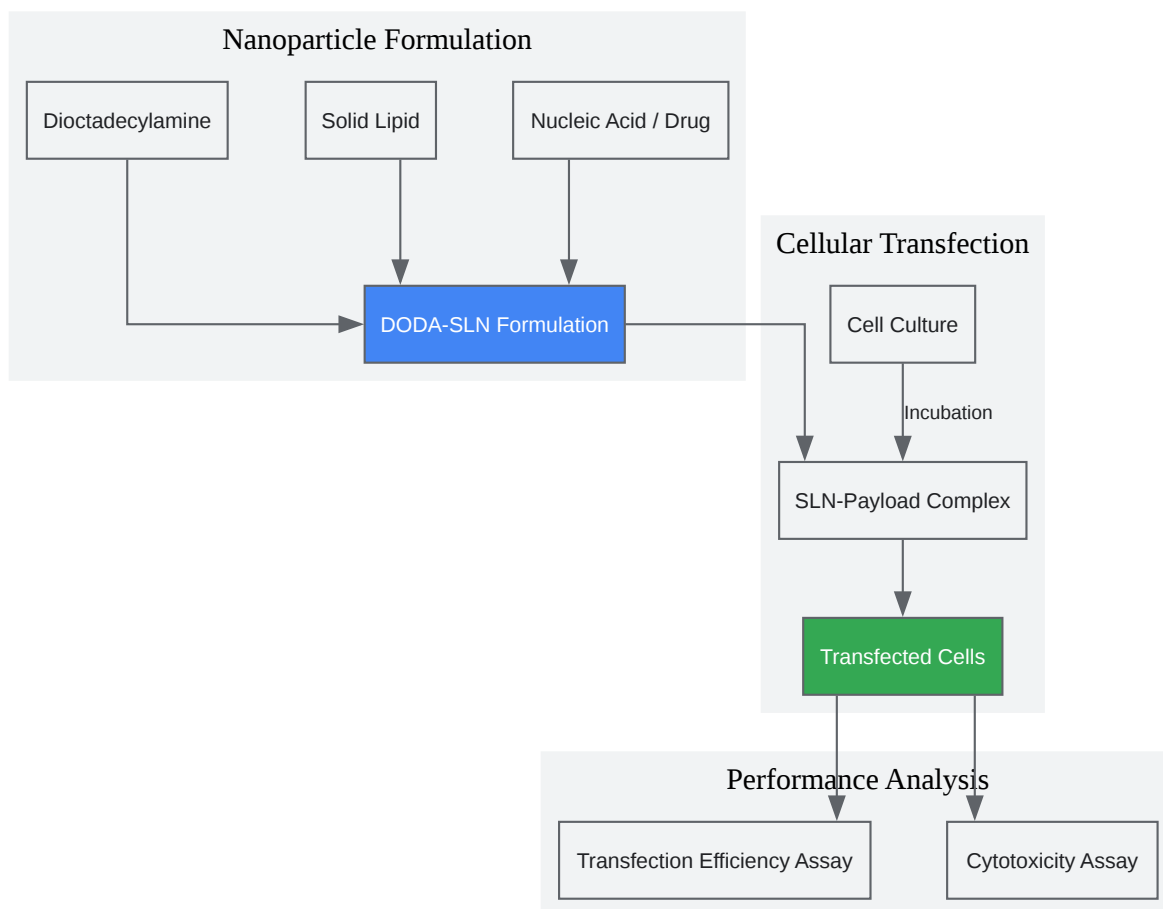 Nanoparticle Formulation
Dioctadecylamine
Solid Lipid
Nucleic Acid / Drug
DODA-SLN Formulation
Cellular Transfection
Cell Culture
Incubation
SLN-Payload Complex
Transfected Cells
Performance Analysis
Transfection Efficiency Assay
Cytotoxicity Assay